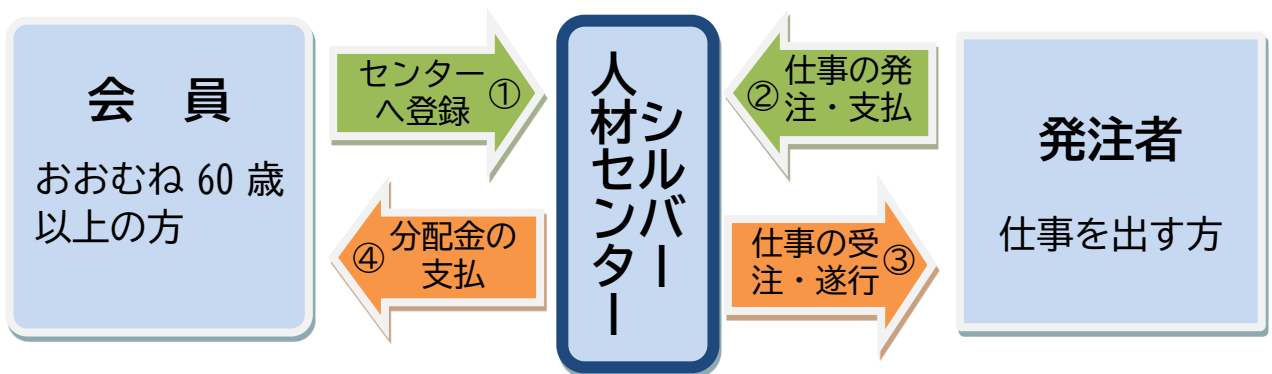 会　員
おおむね 60 歳
以上の方
センター
へ登録
①
④
分配金の
支払
シルバー
人材センター
②
仕事の発
注・支払
仕事の受
注・遂行
③
発注者
仕事を出す方